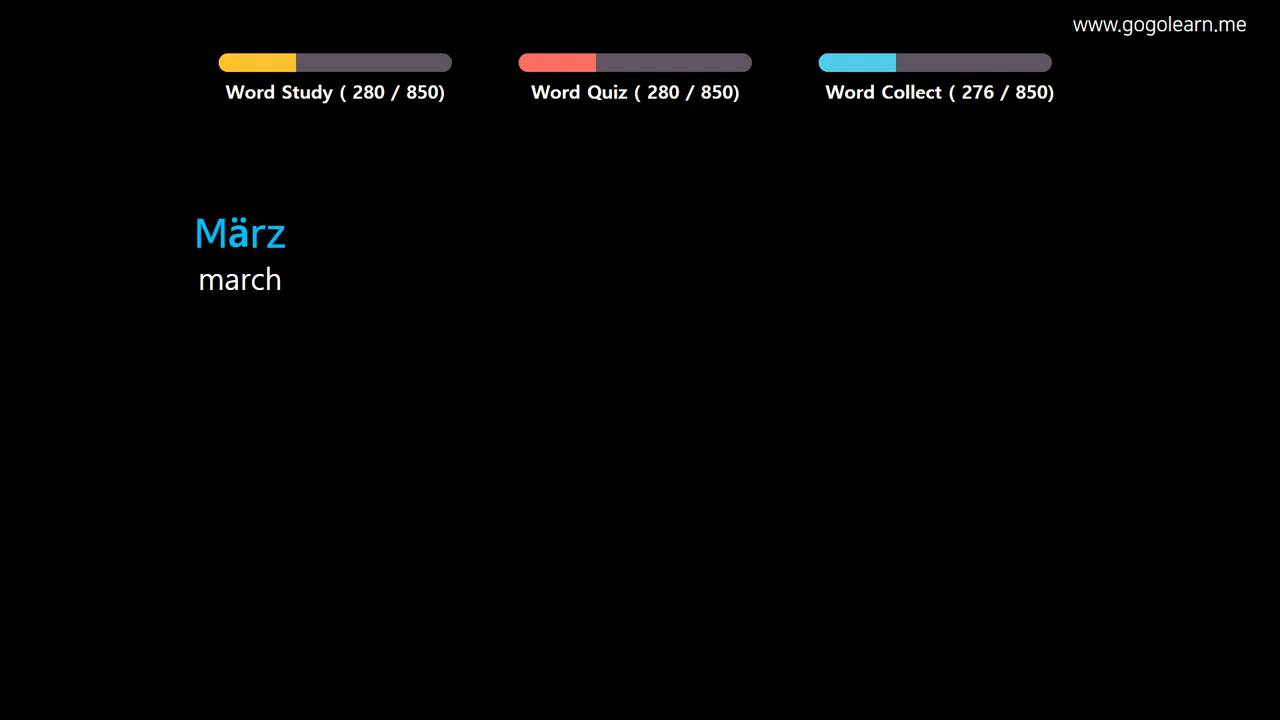 www.gogolearn.me
Word Study ( 280 / 850)
Word Quiz ( 280 / 850)
Word Collect ( 276 / 850)
März
march